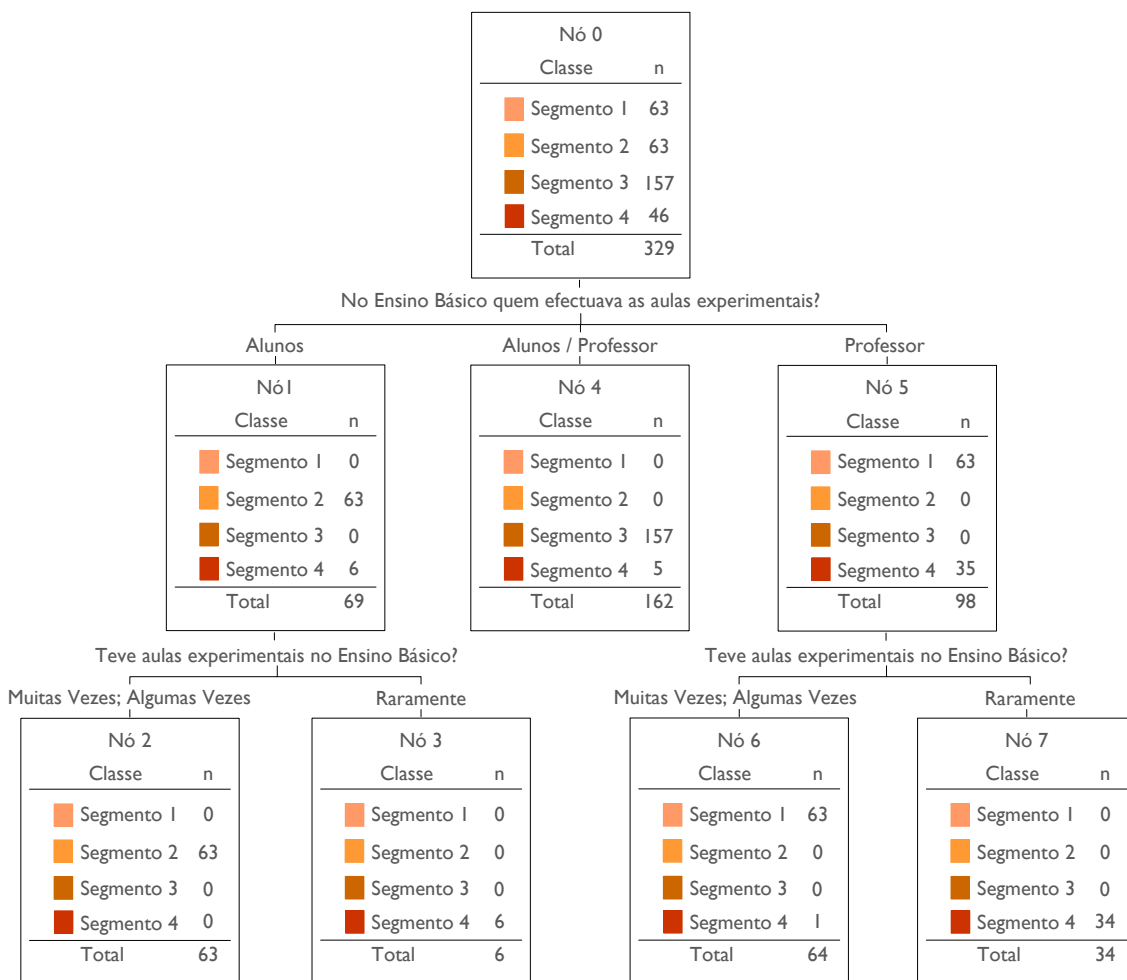 Nó 0
Classe n
Segmento 1 63
Segmento 2 63
Segmento 3 157
Segmento 4 46
Total 329
No Ensino Básico quem efectuava as aulas experimentais?
Alunos
Nó1
Classe n
Segmento 1 0
Segmento 2 63
Segmento 3 0
Segmento 4 6
Total 69
Alunos / Professor
Nó 4
Classe n
Segmento 1 0
Segmento 2 0
Segmento 3 157
Segmento 4 5
Total 162
Professor
Nó 5
Classe n
Segmento 1 63
Segmento 2 0
Segmento 3 0
Segmento 4 35
Total 98
Teve aulas experimentais no Ensino Básico?
Muitas Vezes; Algumas Vezes
Nó 2
Classe n
Segmento 1 0
Segmento 2 63
Segmento 3 0
Segmento 4 0
Total 63
Raramente
Nó 3
Classe n
Segmento 1 0
Segmento 2 0
Segmento 3 0
Segmento 4 6
Total 6
Teve aulas experimentais no Ensino Básico?
Muitas Vezes; Algumas Vezes
Nó 6
Classe n
Segmento 1 63
Segmento 2 0
Segmento 3 0
Segmento 4 1
Total 64
Raramente
Nó 7
Classe n
Segmento 1 0
Segmento 2 0
Segmento 3 0
Segmento 4 34
Total 34